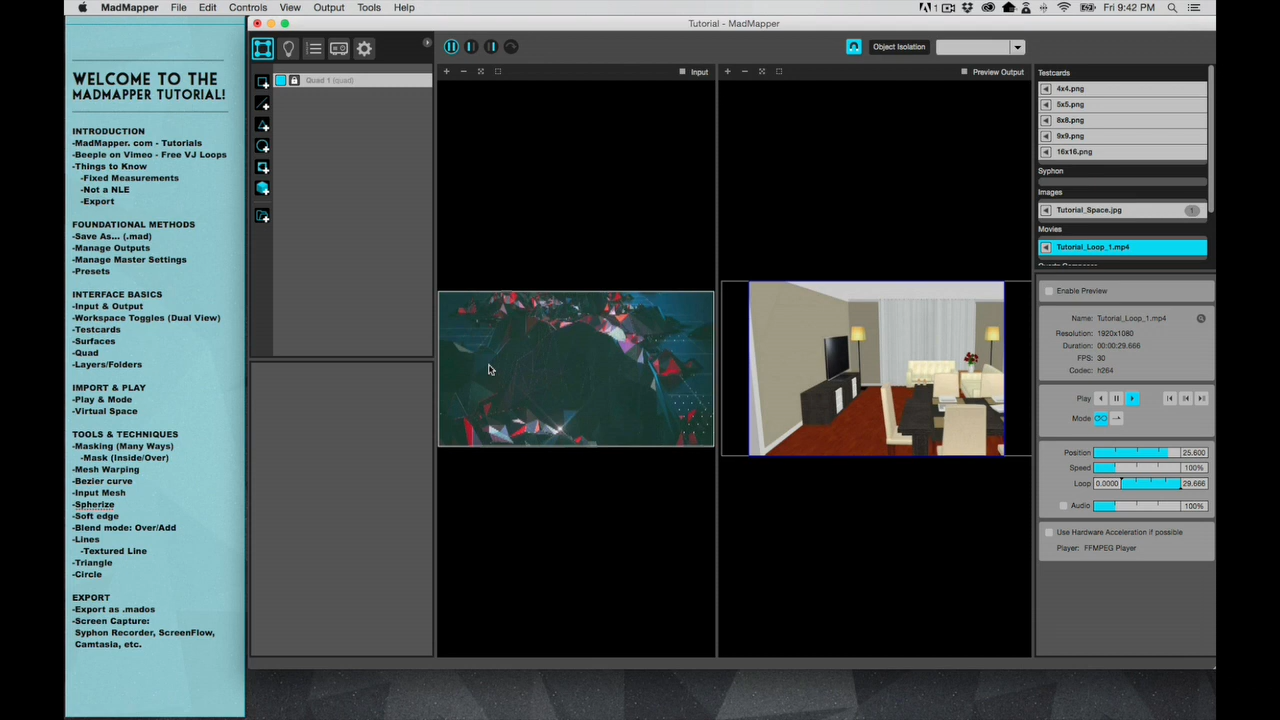 MadMapper File Edit Controls View Output Tools Help
1 Fri 9:42 PM
Tutorial - MadMapper
WELCOME TO THE
MADMAPPER TUTORIAL!
INTRODUCTION
-MadMapper. com - Tutorials
-Beeple on Vimeo - Free VJ Loops
-Things to Know
-Fixed Measurements
-Not a NLE
-Export
FOUNDATIONAL METHODS
-Save As... (.mad)
-Manage Outputs
-Manage Master Settings
-Presets
INTERFACE BASICS
-Input & Output
-Workspace Toggles (Dual View)
-Testcards
-Surfaces
-Quad
-Layers/Folders
IMPORT & PLAY
-Play & Mode
-Virtual Space
TOOLS & TECHNIQUES
-Masking (Many Ways)
-Mask (Inside/Over)
-Mesh Warping
-Bezier curve
-Input Mesh
-Spherize
-Soft edge
-Blend mode: Over/Add
-Lines
-Textured Line
-Triangle
-Circle
EXPORT
-Export as .mados
-Screen Capture:
Syphon Recorder, ScreenFlow,
Camtasia, etc.
Quad 1 (quad)
Object Isolation
Input
Preview Output
Testcards
4x4.png
5x5.png
8x8.png
9x9.png
16x16.png
Syphon
Images
Tutorial_Space.jpg 1
Movies
Tutorial_Loop_1.mp4
Enable Preview
Name: Tutorial_Loop_1.mp4
Resolution: 1920x1080
Duration: 00:00:29.666
FPS: 30
Codec: h264
Play
Mode
Position 25.600
Speed 100%
Loop 0.0000 29.666
Audio 100%
Use Hardware Acceleration if possible
Player: FFMPEG Player